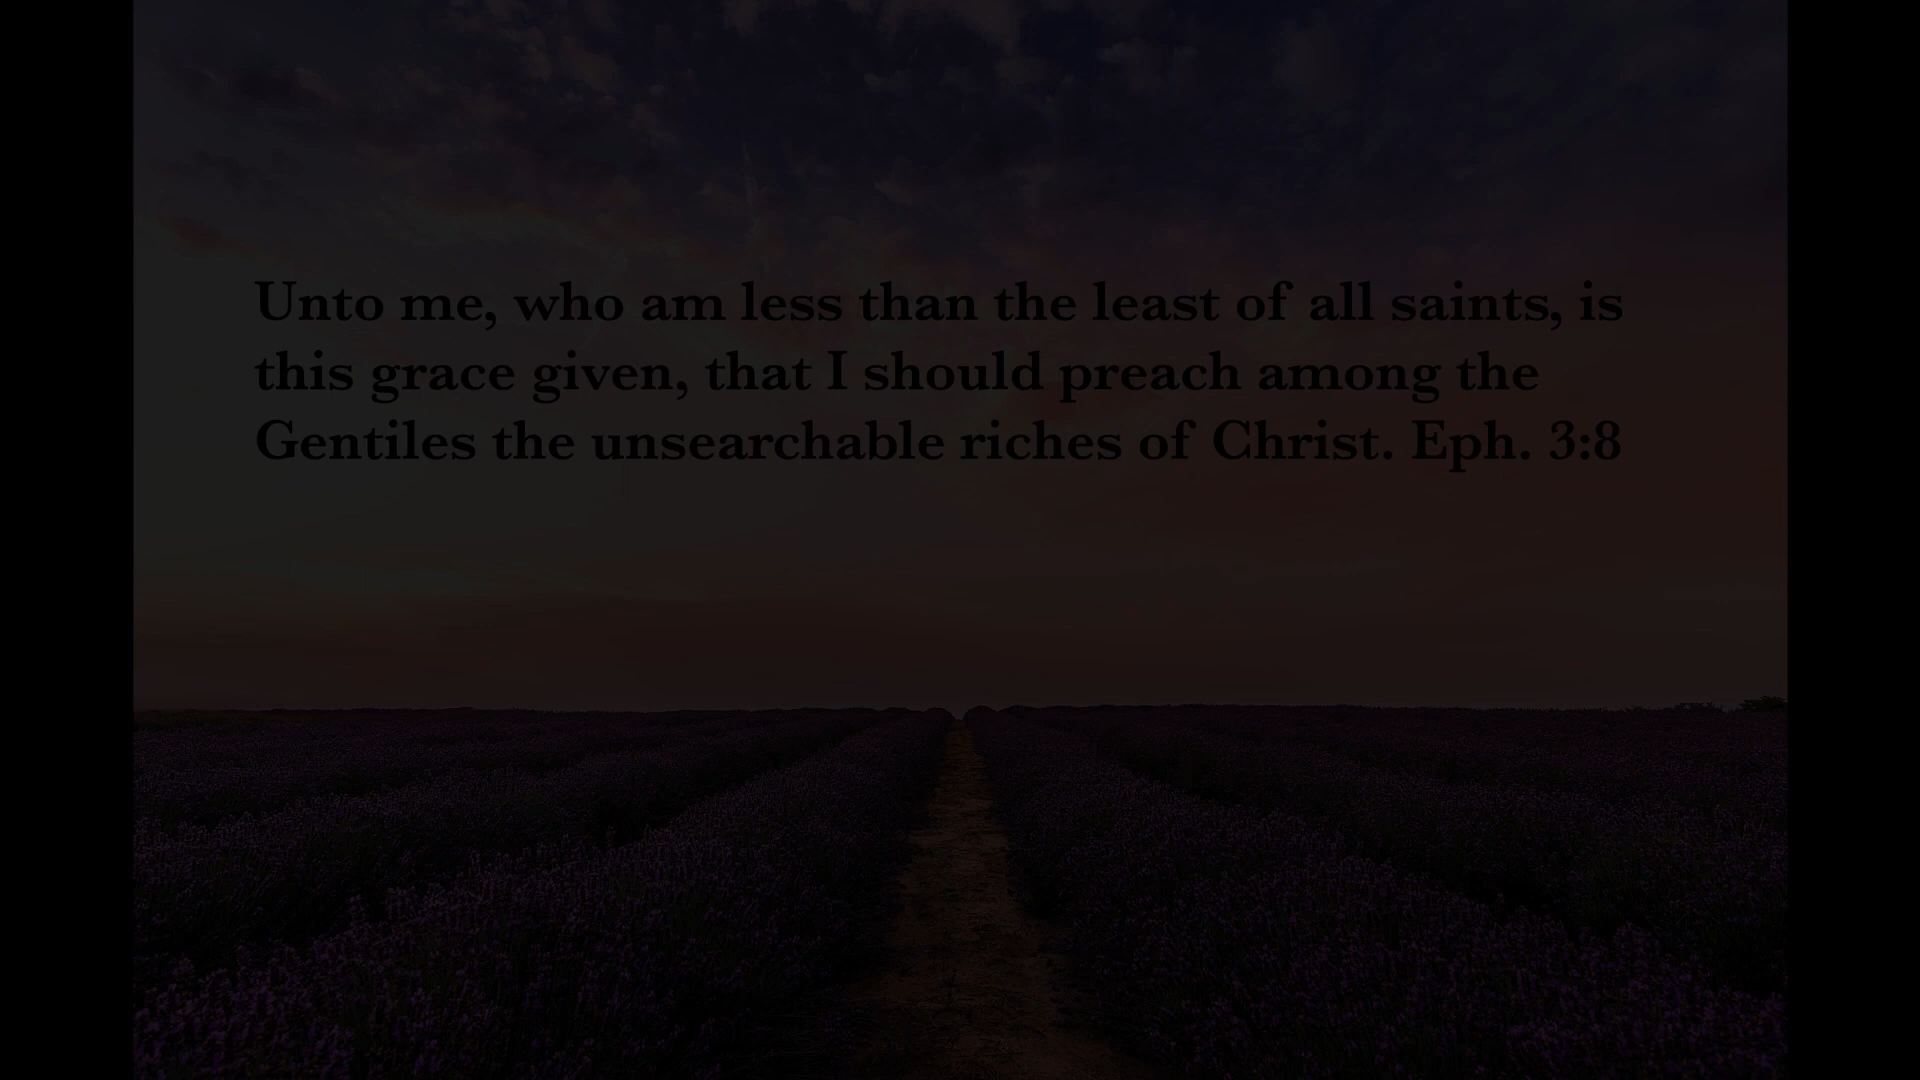 Unto me, who am less than the least of all saints, is
this grace given, that I should preach among the
Gentiles the unsearchable riches of Christ. Eph. 3:8